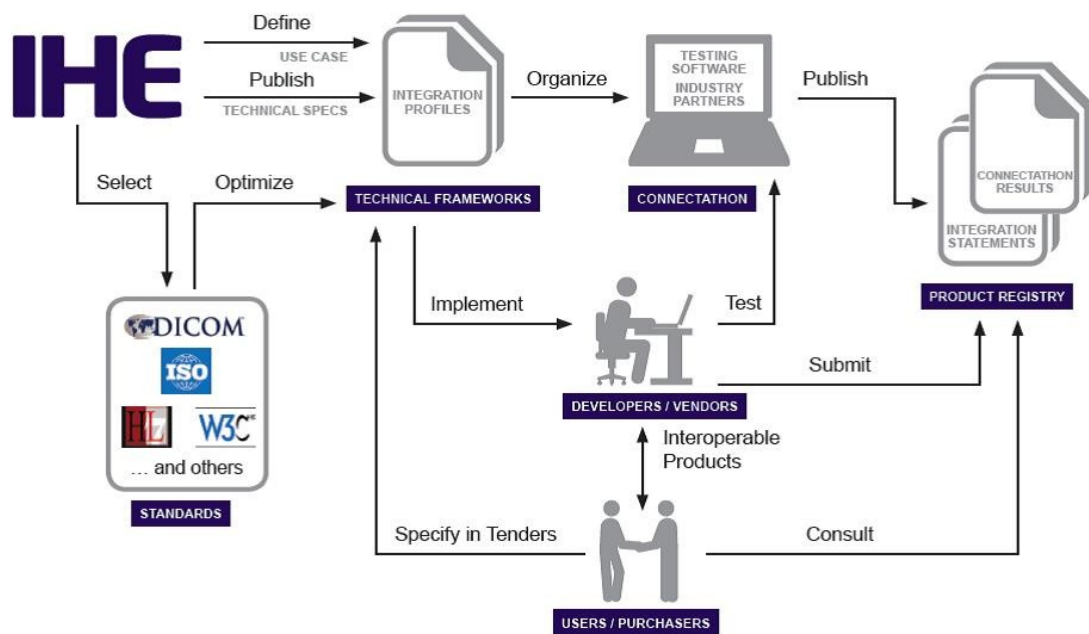 IHE
Define
USE CASE
Publish
TECHNICAL SPECS
INTEGRATION
PROFILES
Organize
TESTING
SOFTWARE
INDUSTRY
PARTNERS
Publish
CONNECTATHON
RESULTS
INTEGRATION
STATEMENTS
Select
Optimize
TECHNICAL FRAMEWORKS
CONNECTATHON
PRODUCT REGISTRY
Implement
Test
Submit
DICOM
ISO
HL7
W3C
... and others
STANDARDS
DEVELOPERS / VENDORS
Interoperable
Products
Specify in Tenders
Consult
USERS / PURCHASERS